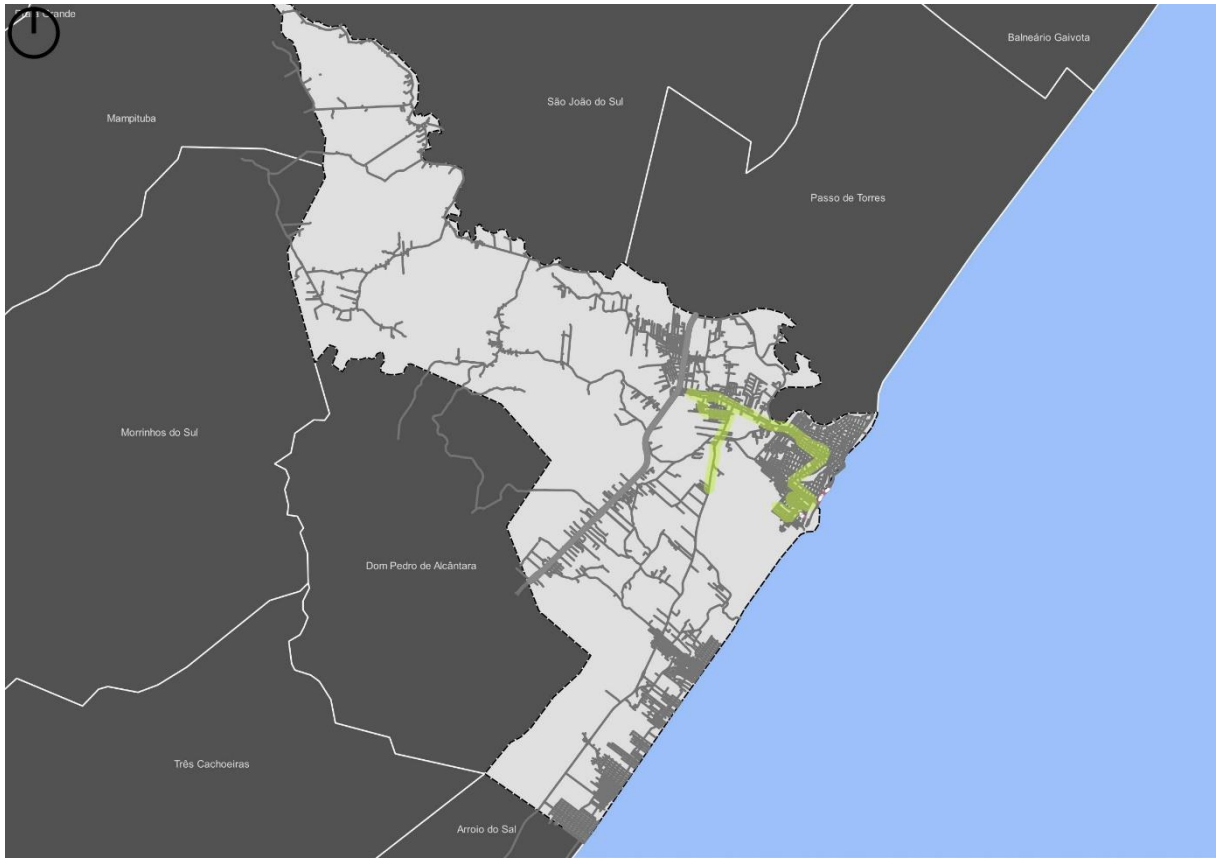 Balneário Gaivota
São João do Sul
Mampituba
Passo de Torres
Morrinhos do Sul
Dom Pedro de Alcântara
Três Cachoeiras
Arroio do Sal